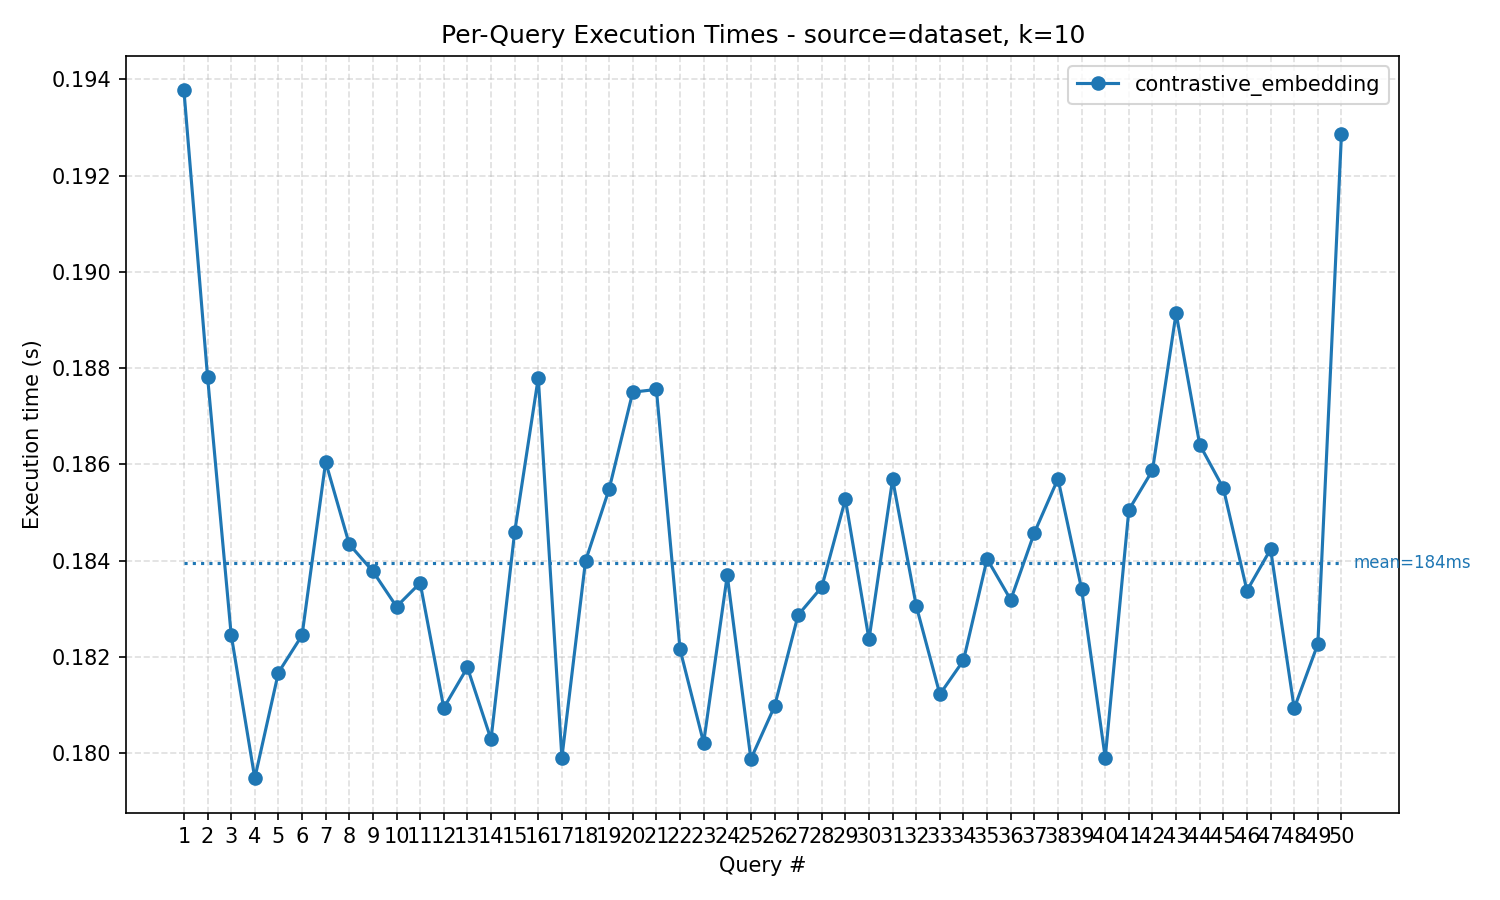 Per-Query Execution Times - source=dataset, k=10
contrastive_embedding
0.194
0.192
0.190
0.188
0.186
0.184
0.182
0.180
Execution time (s)
mean=184ms
1 2 3 4 5 6 7 8 9 10 11 12 13 14 15 16 17 18 19 20 21 22 23 24 25 26 27 28 29 30 31 32 33 34 35 36 37 38 39 40 41 42 43 44 45 46 47 48 49 50
Query #